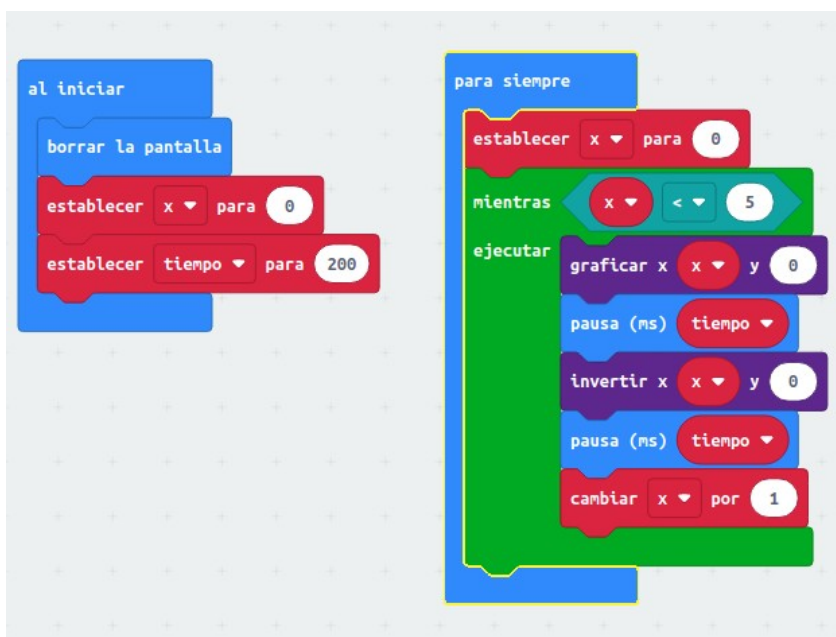 al iniciar
borrar la pantalla
establecer x para 0
establecer tiempo para 200
para siempre
establecer x para 0
mientras x < 5
ejecutar
graficar x x y 0
pausa (ms) tiempo
invertir x x y 0
pausa (ms) tiempo
cambiar x por 1